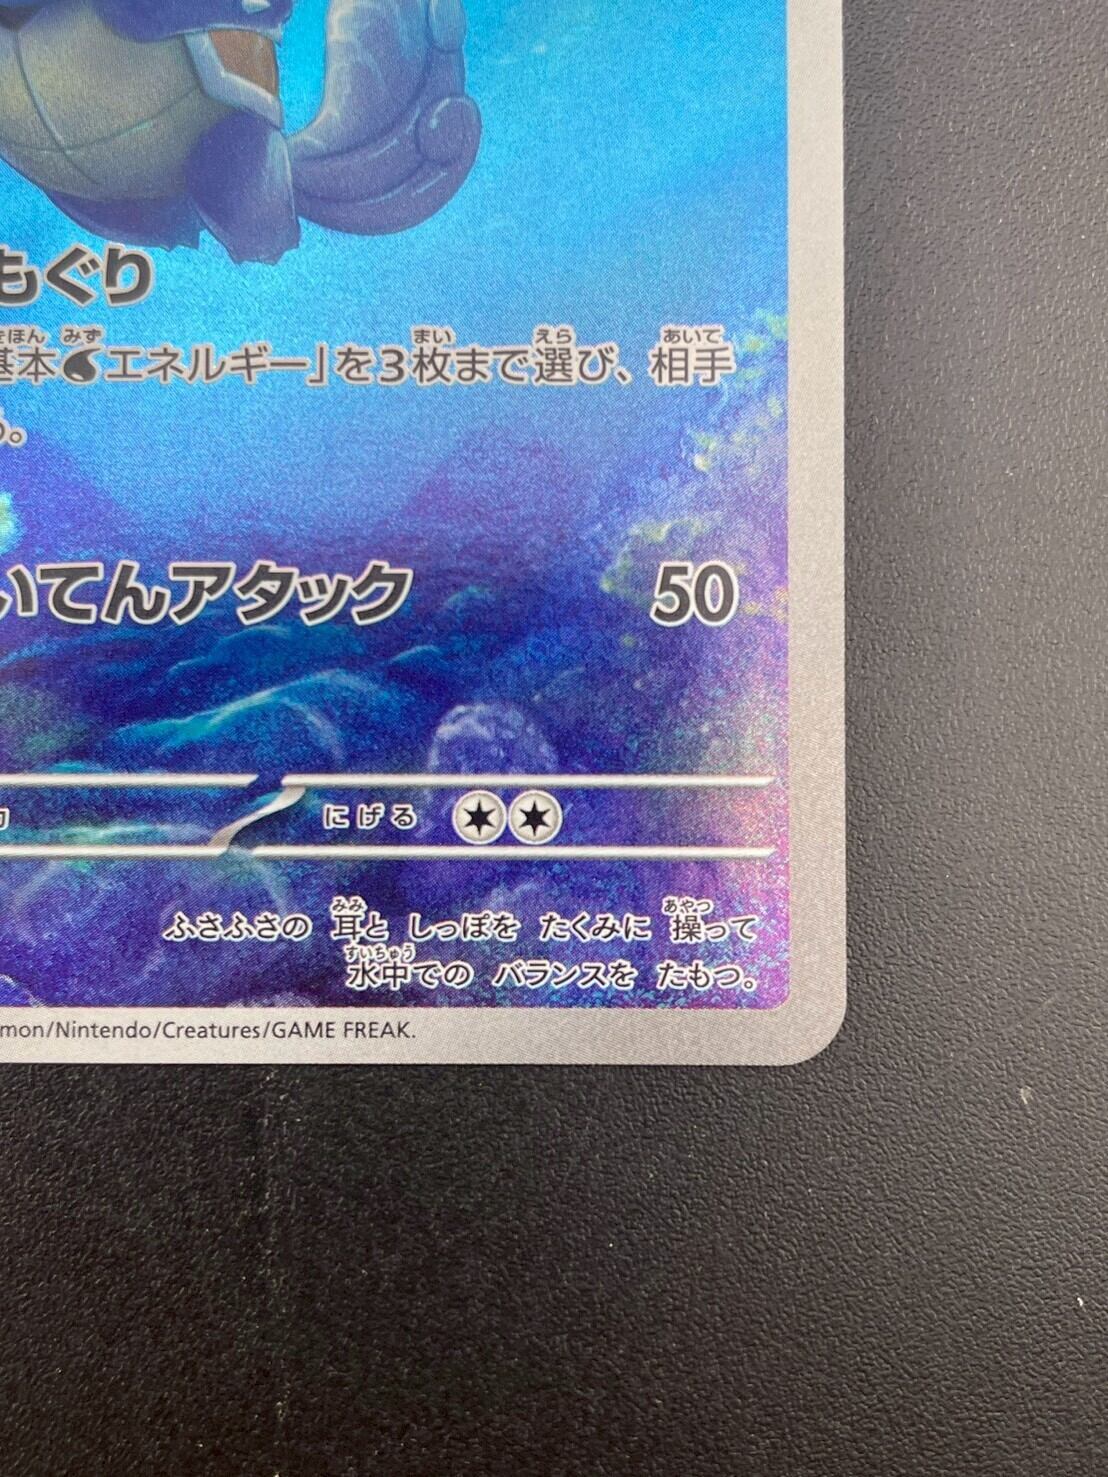 もぐり
基本エネルギー」を3枚まで選び、相手
る。
いてんアタック 50
にげる
ふさふさの 耳と しっぽを たくみに 操って
水中での バランスを たもつ。
mon/Nintendo/Creatures/GAME FREAK.